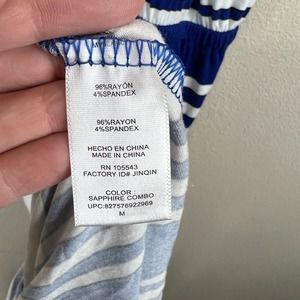 96%RAYÓN
4%SPANDEX
96%RAYON
4%SPANDEX
HECHO EN CHINA
MADE IN CHINA
RN 105543
FACTORY ID# JINQIN
COLOR :
SAPPHIRE COMBO
UPC:827576922969
M